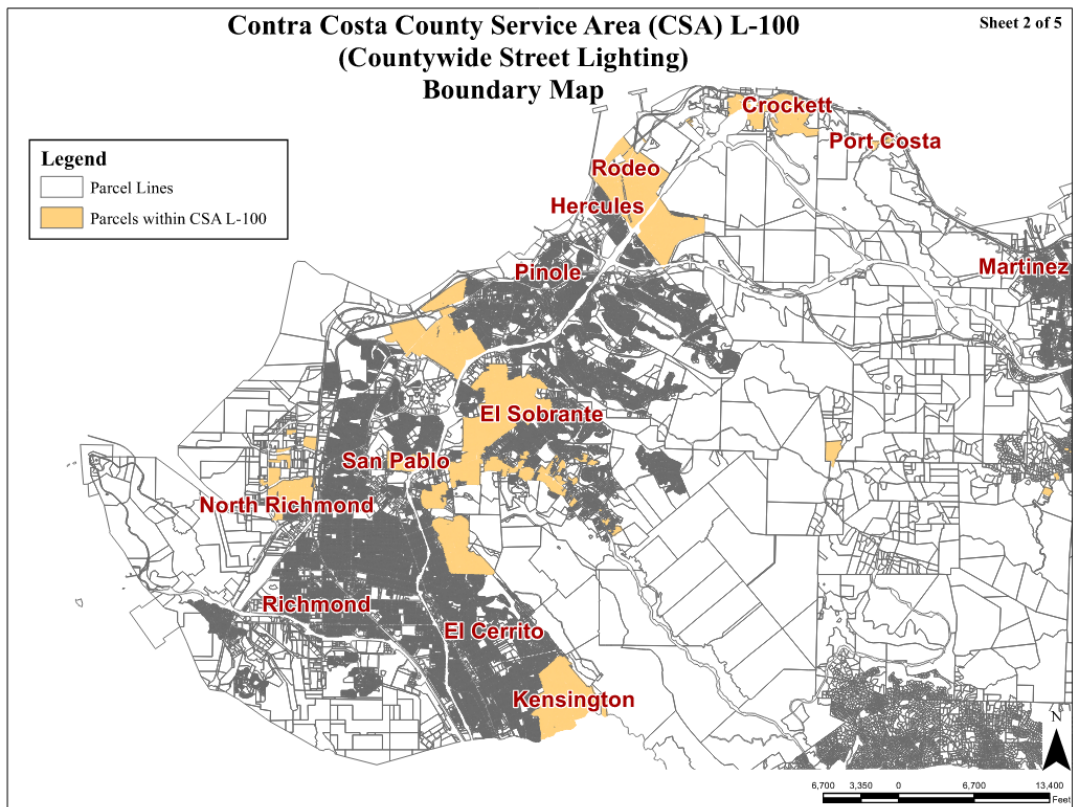 Contra Costa County Service Area (CSA) L-100
(Countywide Street Lighting)
Boundary Map
Sheet 2 of 5
Legend
Parcel Lines
Parcels within CSA L-100
Crockett
Port Costa
Rodeo
Hercules
Pinole
Martinez
El Sobrante
San Pablo
North Richmond
Richmond
El Cerrito
Kensington
N
6,700 3,350 0 6,700 13,400
Feet